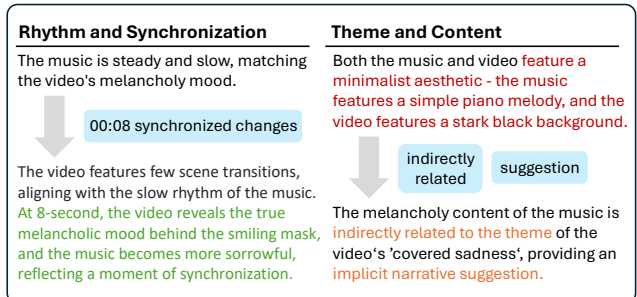 Rhythm and Synchronization
The music is steady and slow, matching
the video's melancholy mood.
00:08 synchronized changes
The video features few scene transitions,
aligning with the slow rhythm of the music.
At 8-second, the video reveals the true
melancholic mood behind the smiling mask,
and the music becomes more sorrowful,
reflecting a moment of synchronization.
Theme and Content
Both the music and video feature a
minimalist aesthetic - the music
features a simple piano melody, and the
video features a stark black background.
indirectly
related
suggestion
The melancholy content of the music is
indirectly related to the theme of the
video‘s ’covered sadness‘, providing an
implicit narrative suggestion.